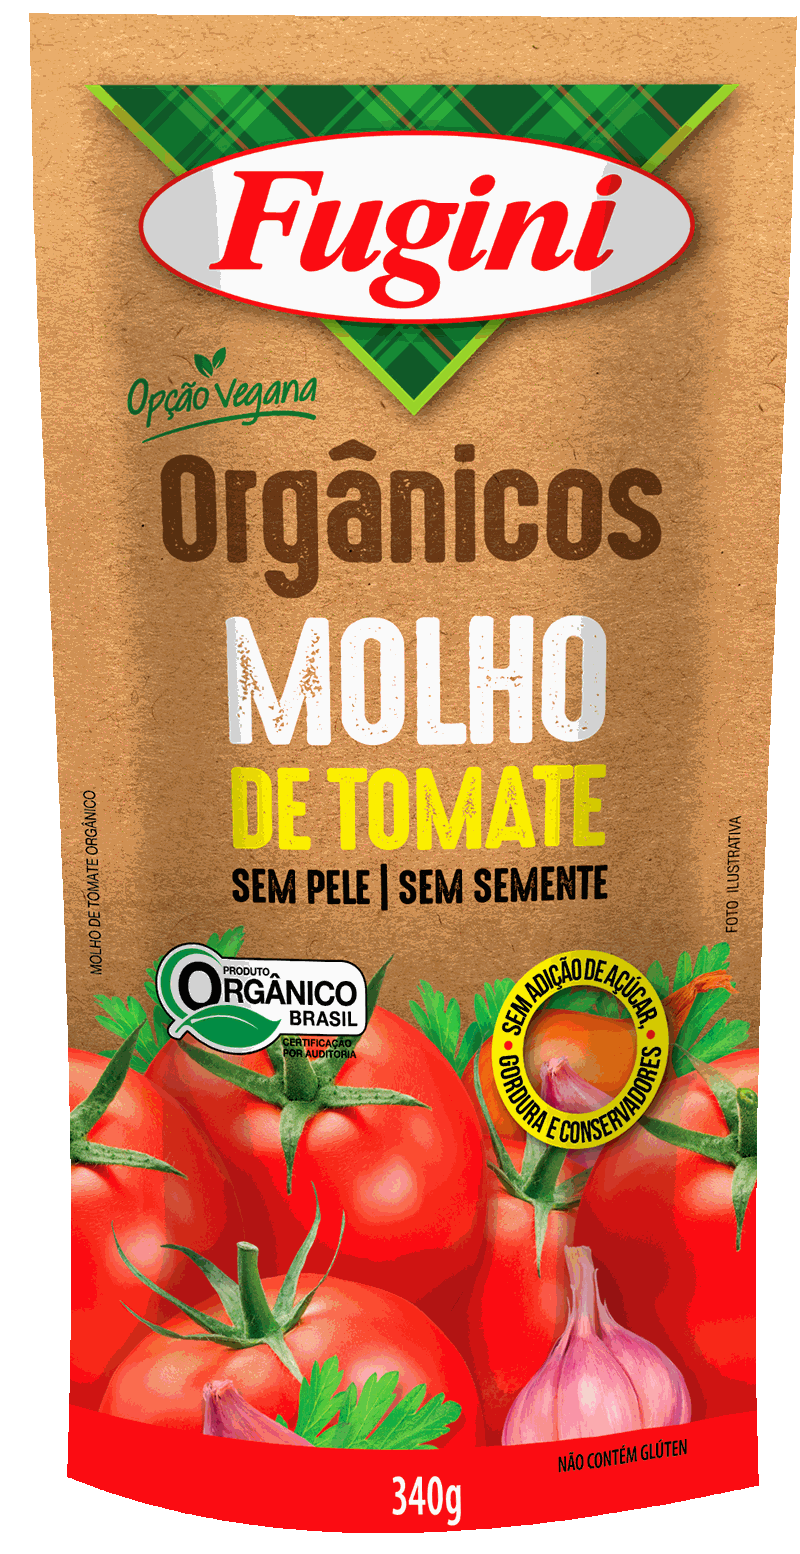 Fugini
Opção Vegana
Orgânicos
MOLHO
DE TOMATE
SEM PELE | SEM SEMENTE
MOLHO DE TOMATE ORGÂNICO
FOTO ILUSTRATIVA
PRODUTO
ORGÂNICO
BRASIL
CERTIFICAÇÃO
POR AUDITORIA
SEM ADIÇÃO DE AÇÚCAR,
GORDURA E CONSERVADORES
NÃO CONTÉM GLÚTEN
340g